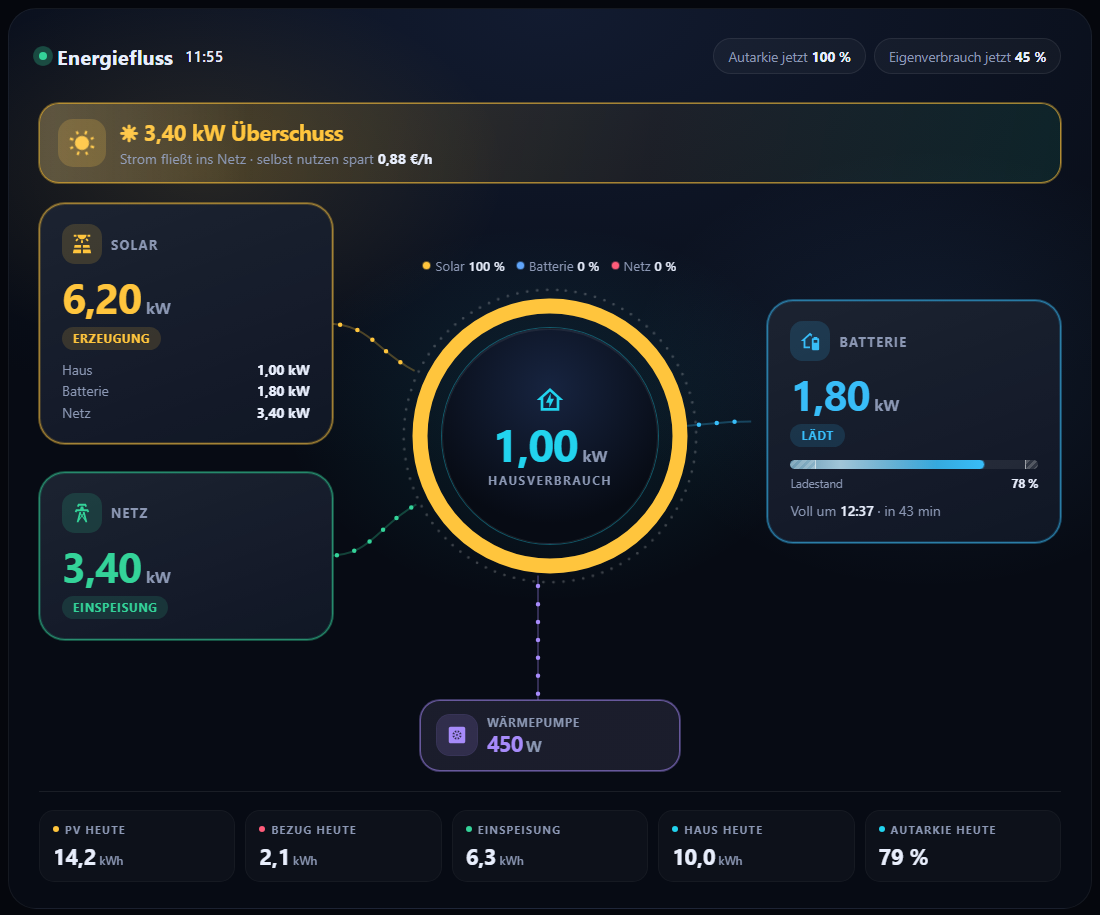 Energiefluss 11:55
Autarkie jetzt 100 %
Eigenverbrauch jetzt 45 %
☀ 3,40 kW Überschuss
Strom fließt ins Netz · selbst nutzen spart 0,88 €/h
SOLAR
6,20 kW
ERZEUGUNG
Haus 1,00 kW
Batterie 1,80 kW
Netz 3,40 kW
NETZ
3,40 kW
EINSPEISUNG
Solar 100 % Batterie 0 % Netz 0 %
1,00 kW
HAUSVERBRAUCH
BATTERIE
1,80 kW
LÄDT
Ladestand 78 %
Voll um 12:37 · in 43 min
WÄRMEPUMPE
450 W
PV HEUTE
14,2 kWh
BEZUG HEUTE
2,1 kWh
EINSPEISUNG
6,3 kWh
HAUS HEUTE
10,0 kWh
AUTARKIE HEUTE
79 %